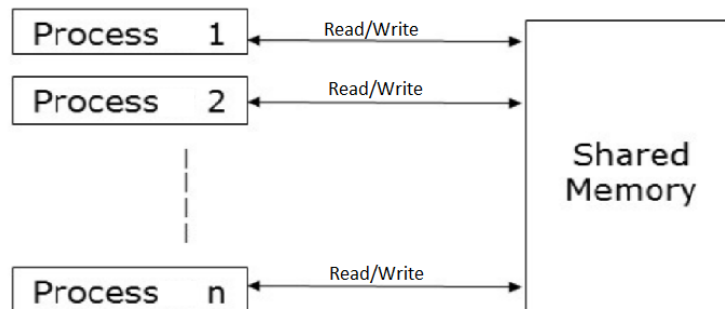 Process 1
Read/Write
Process 2
Read/Write
Shared
Memory
Process n
Read/Write